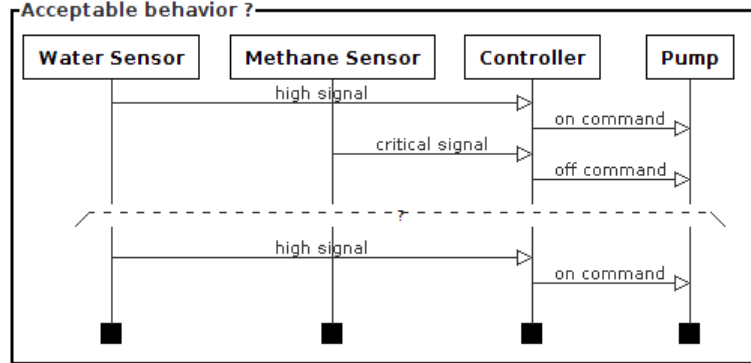 Acceptable behavior ?
Water Sensor Methane Sensor Controller Pump
high signal
on command
critical signal
off command
?
high signal
on command